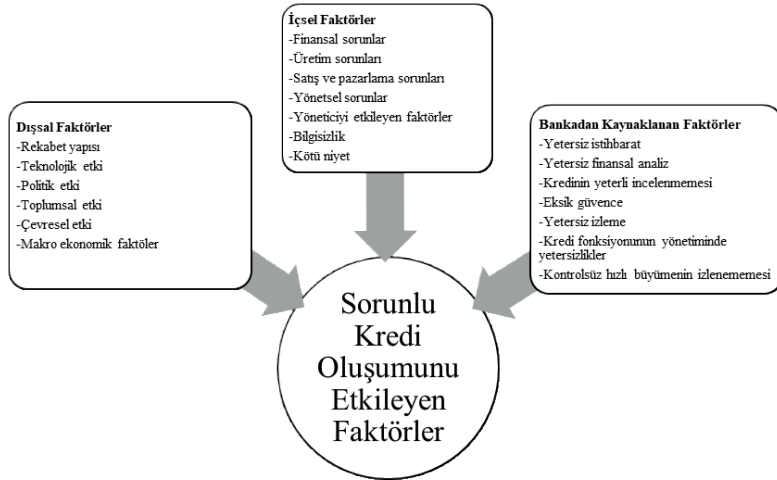 Dışsal Faktörler
-Rekabet yapısı
-Teknolojik etki
-Politik etki
-Toplumsal etki
-Çevresel etki
-Makro ekonomik faktöler
İçsel Faktörler
-Finansal sorunlar
-Üretim sorunları
-Satış ve pazarlama sorunları
-Yönetsel sorunlar
-Yöneticiyi etkileyen faktörler
-Bilgisizlik
-Kötü niyet
Bankadan Kaynaklanan Faktörler
-Yetersiz istihbarat
-Yetersiz finansal analiz
-Kredinin yeterli incelenmemesi
-Eksik güvence
-Yetersiz izleme
-Kredi fonksiyonunun yönetiminde
yetersizlikler
-Kontrolsüz hızlı büyümenin izlenememesi
Sorunlu
Kredi
Oluşumunu
Etkileyen
Faktörler